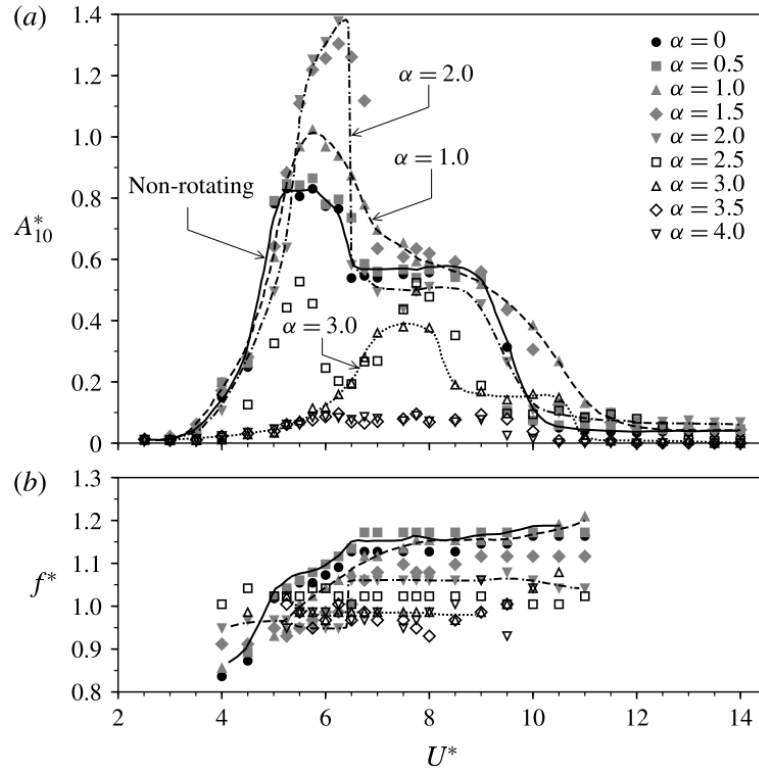 (a)
1.4
1.2
1.0
0.8
0.6
0.4
0.2
0
A*10
Non-rotating
α = 2.0
α = 1.0
α = 3.0
α = 0
α = 0.5
α = 1.0
α = 1.5
α = 2.0
α = 2.5
α = 3.0
α = 3.5
α = 4.0
(b)
1.3
1.2
1.1
1.0
0.9
0.8
f*
2 4 6 8 10 12 14
U*